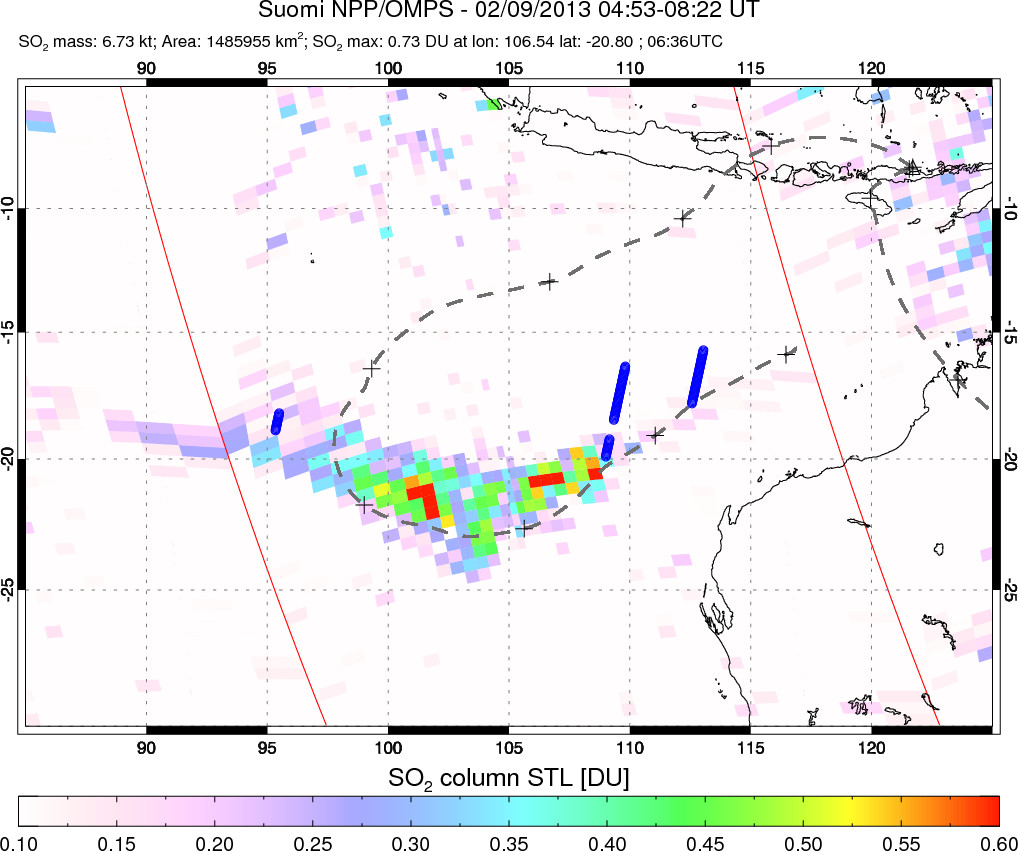 Suomi NPP/OMPS - 02/09/2013 04:53-08:22 UT
SO2 mass: 6.73 kt; Area: 1485955 km2; SO2 max: 0.73 DU at lon: 106.54 lat: -20.80 ; 06:36UTC
90 95 100 105 110 115 120
-10 -10
-15 -15
-20 -20
-25 -25
90 95 100 105 110 115 120
SO2 column STL [DU]
0.10 0.15 0.20 0.25 0.30 0.35 0.40 0.45 0.50 0.55 0.60